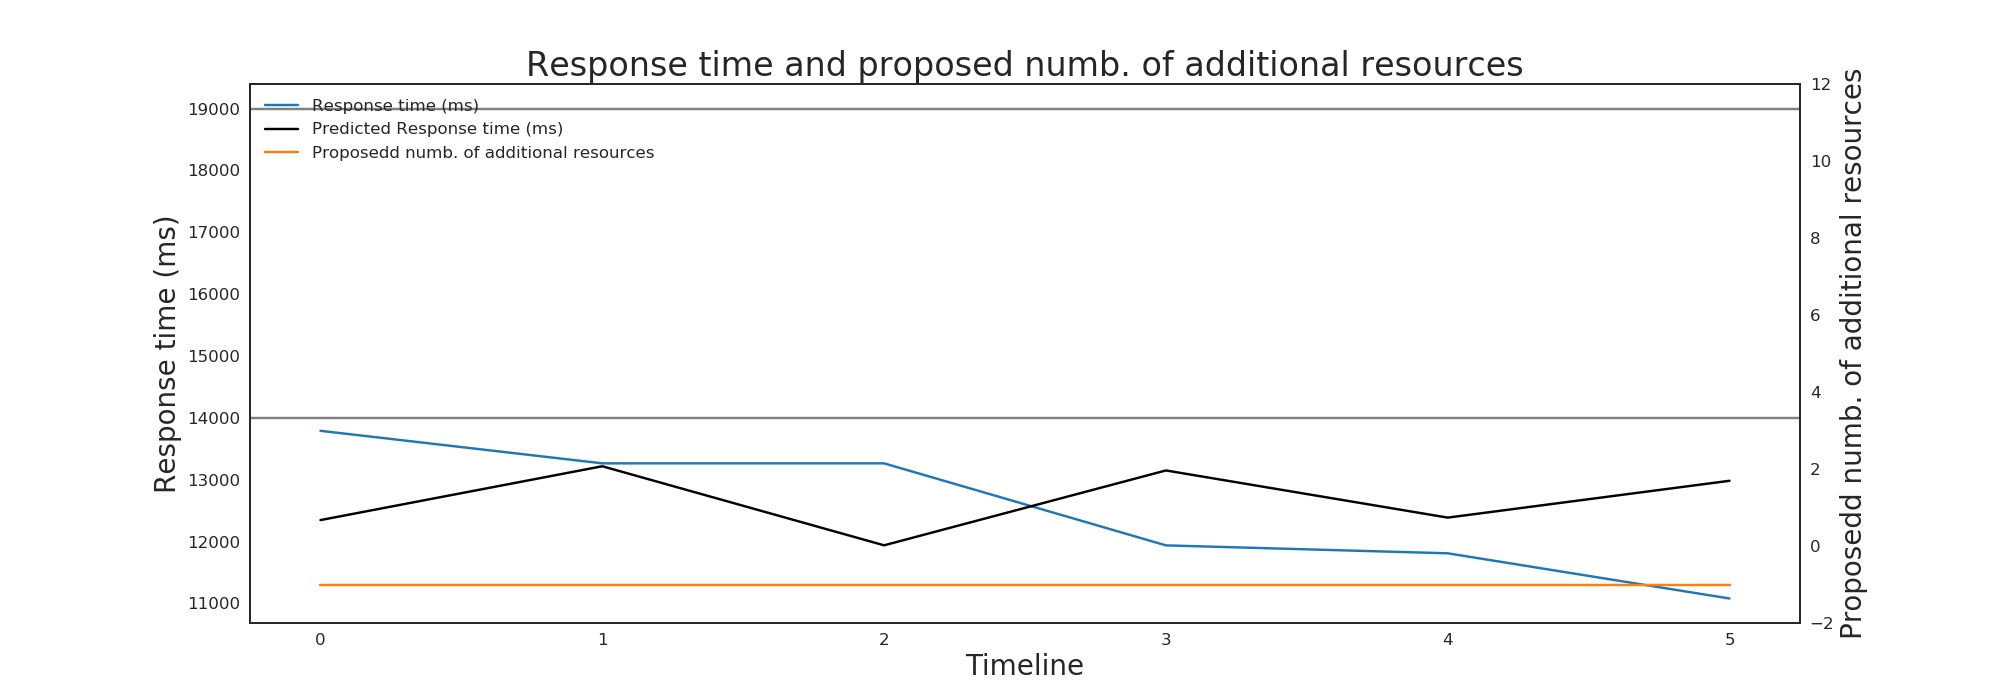 Response time and proposed numb. of additional resources
Response time (ms)
Predicted Response time (ms)
Proposedd numb. of additional resources
Response time (ms)
19000
18000
17000
16000
15000
14000
13000
12000
11000
12
10
8
6
4
2
0
−2
Proposedd numb. of additional resources
0 1 2 3 4 5
Timeline